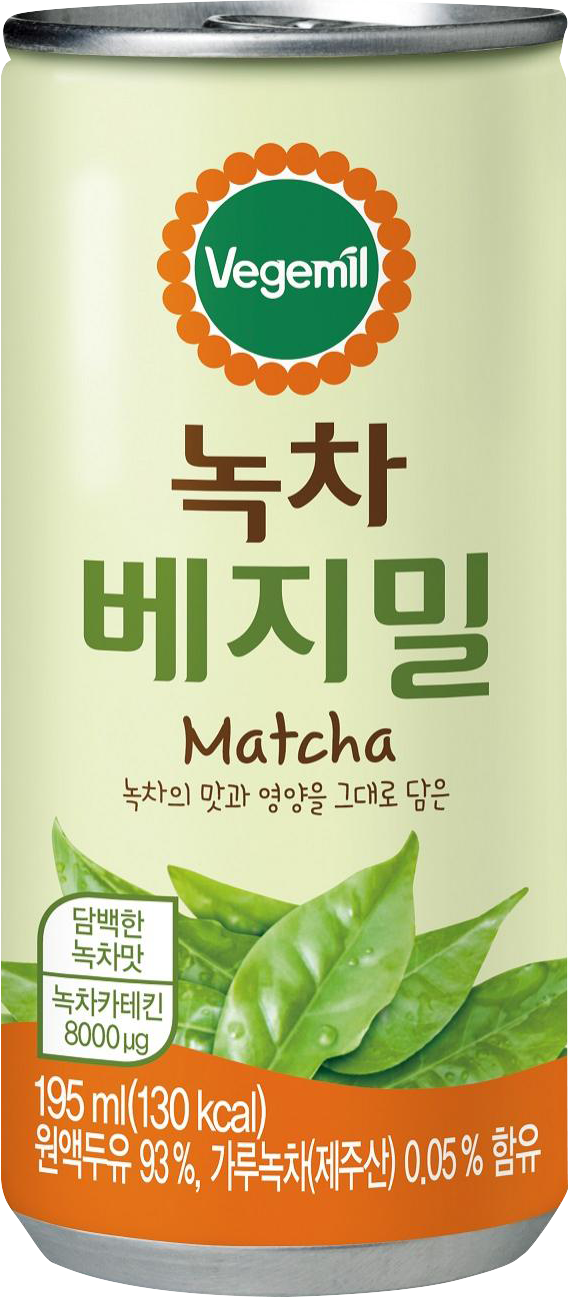 Vegemil
녹차
베지밀
Matcha
녹차의 맛과 영양을 그대로 담은
담백한
녹차맛
녹차카테킨
8000㎍
195 ml(130 kcal)
원액두유 93%, 가루녹차(제주산) 0.05% 함유